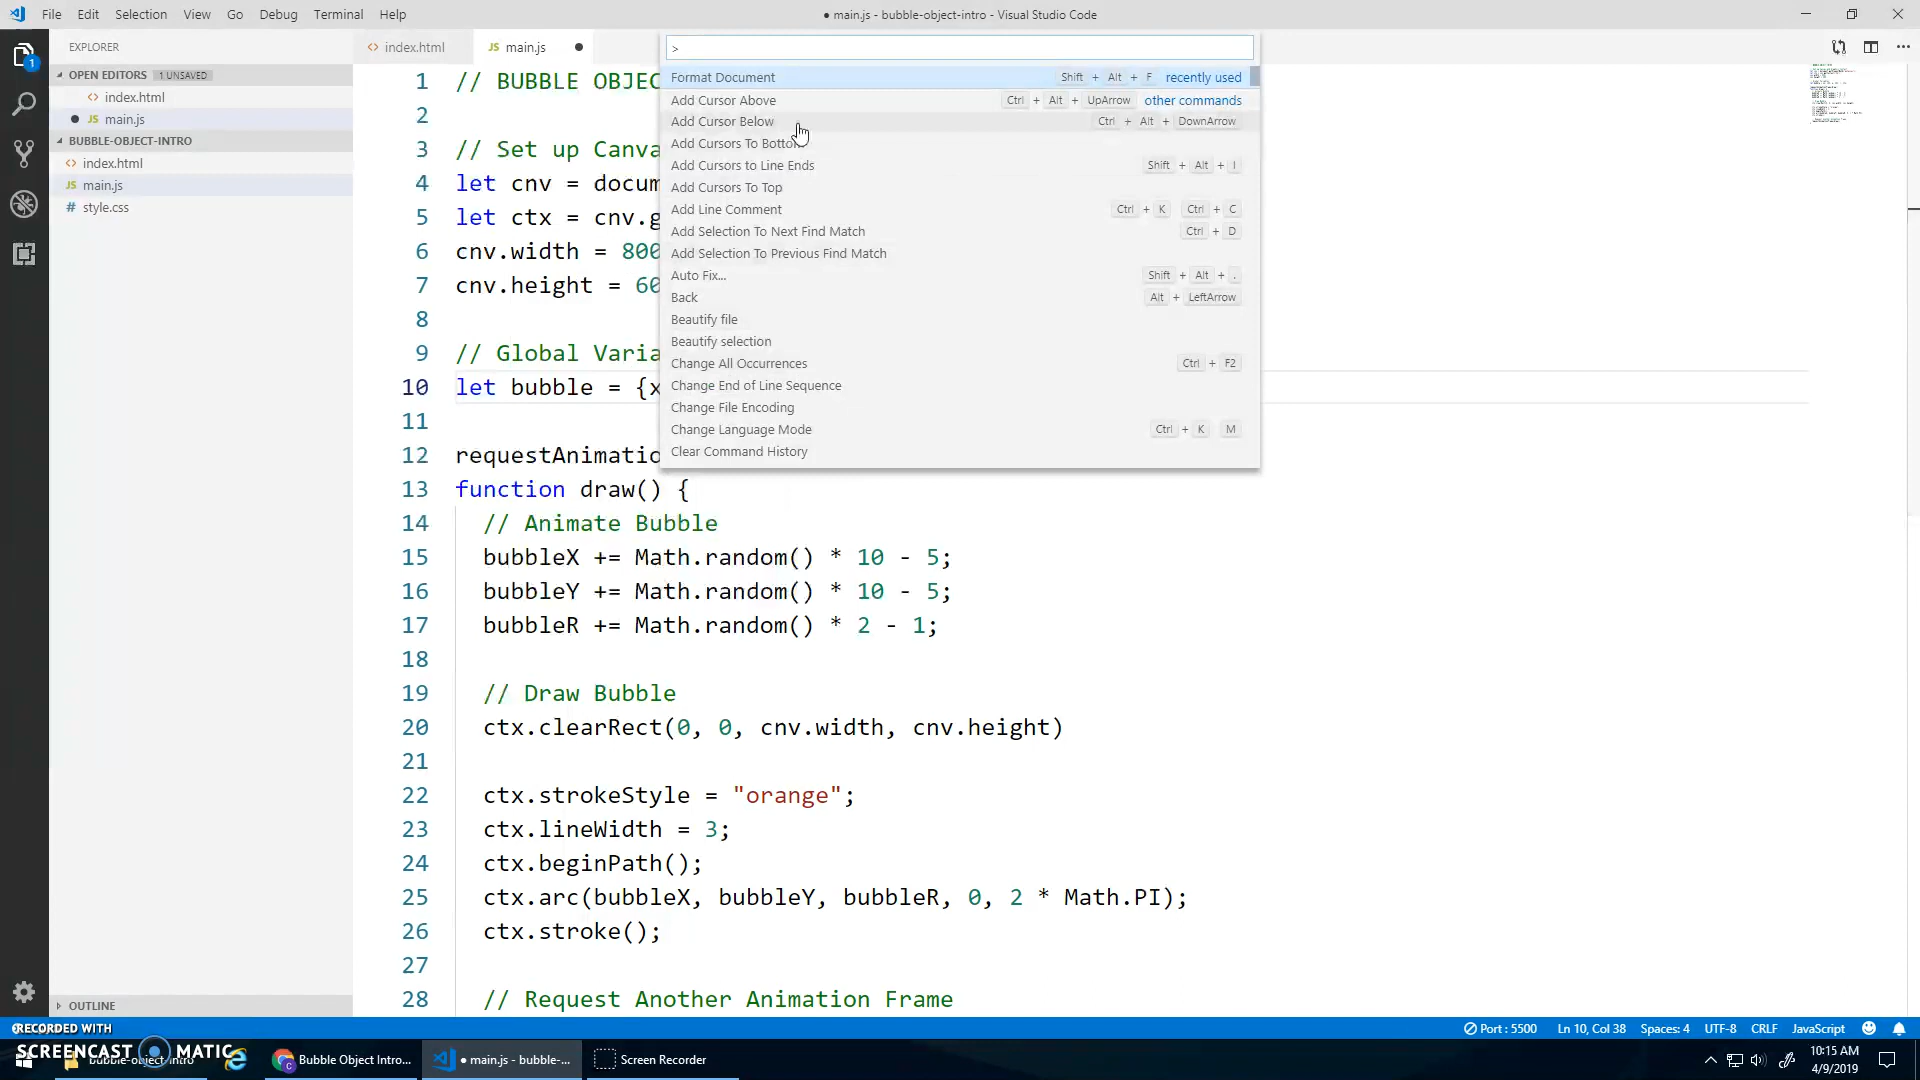 File Edit Selection View Go Debug Terminal Help
● main.js - bubble-object-intro - Visual Studio Code
EXPLORER
OPEN EDITORS 1 UNSAVED
<> index.html
● JS main.js
BUBBLE-OBJECT-INTRO
<> index.html
JS main.js
# style.css
OUTLINE
1
<> index.html
JS main.js ●
>
Format Document Shift + Alt + F recently used
Add Cursor Above Ctrl + Alt + UpArrow other commands
Add Cursor Below Ctrl + Alt + DownArrow
Add Cursors To Bottom
Add Cursors to Line Ends Shift + Alt + I
Add Cursors To Top
Add Line Comment Ctrl + K Ctrl + C
Add Selection To Next Find Match Ctrl + D
Add Selection To Previous Find Match
Auto Fix... Shift + Alt + .
Back Alt + LeftArrow
Beautify file
Beautify selection
Change All Occurrences Ctrl + F2
Change End of Line Sequence
Change File Encoding
Change Language Mode Ctrl + K M
Clear Command History
1 // BUBBLE OBJEC
2
3 // Set up Canva
4 let cnv = docum
5 let ctx = cnv.g
6 cnv.width = 800
7 cnv.height = 60
8
9 // Global Varia
10 let bubble = {x
11
12 requestAnimatio
13 function draw() {
14 // Animate Bubble
15 bubbleX += Math.random() * 10 - 5;
16 bubbleY += Math.random() * 10 - 5;
17 bubbleR += Math.random() * 2 - 1;
18
19 // Draw Bubble
20 ctx.clearRect(0, 0, cnv.width, cnv.height)
21
22 ctx.strokeStyle = "orange";
23 ctx.lineWidth = 3;
24 ctx.beginPath();
25 ctx.arc(bubbleX, bubbleY, bubbleR, 0, 2 * Math.PI);
26 ctx.stroke();
27
28 // Request Another Animation Frame
Port : 5500 Ln 10, Col 38 Spaces: 4 UTF-8 CRLF JavaScript
RECORDED WITH
SCREENCAST MATIC
bubble-object-intro
Bubble Object Intro...
● main.js - bubble-...
Screen Recorder
10:15 AM
4/9/2019